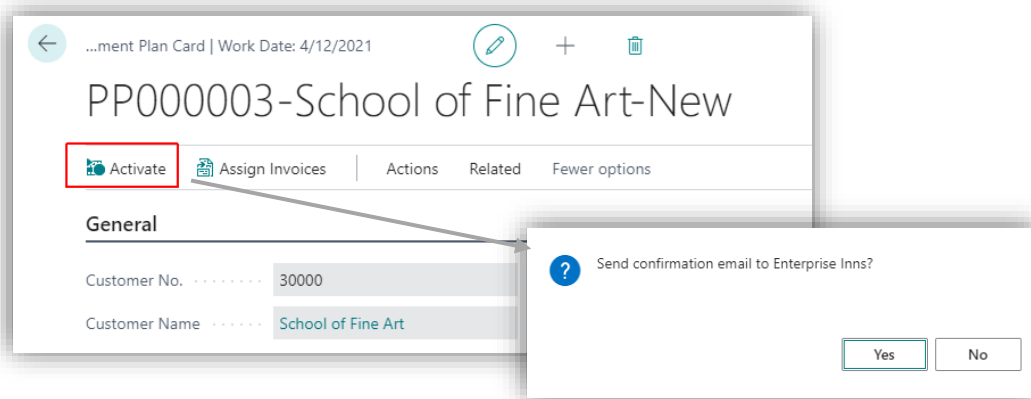 ...ment Plan Card | Work Date: 4/12/2021
PP000003-School of Fine Art-New
Activate Assign Invoices Actions Related Fewer options
General
Customer No. 30000
Customer Name School of Fine Art
? Send confirmation email to Enterprise Inns?
Yes No